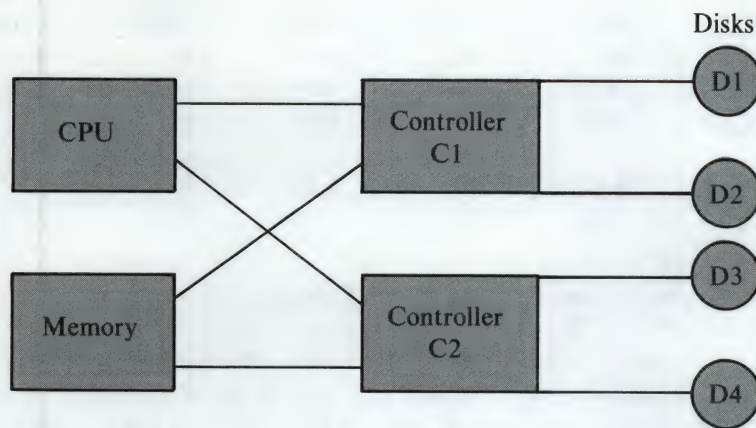 Disks
D1
CPU
Controller
C1
D2
D3
Memory
Controller
C2
D4